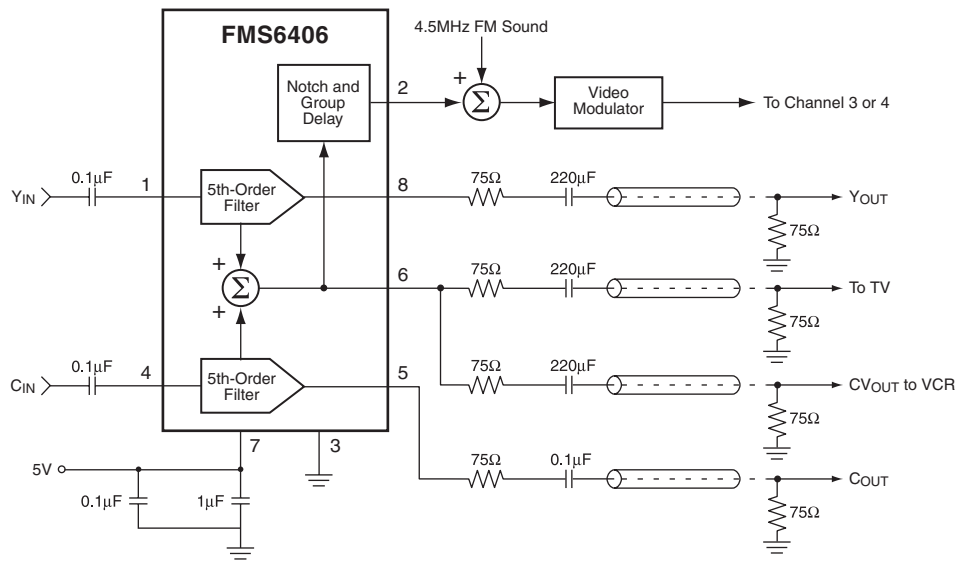 FMS6406
4.5MHz FM Sound
Notch and
Group
Delay
2
+
Σ
Video
Modulator
To Channel 3 or 4
YIN
0.1µF
1
5th-Order
Filter
8
75Ω
220µF
YOUT
75Ω
+
Σ
+
6
75Ω
220µF
To TV
75Ω
CIN
0.1µF
4
5th-Order
Filter
5
75Ω
220µF
CVOUT to VCR
75Ω
7
3
5V
0.1µF
1µF
75Ω
0.1µF
COUT
75Ω